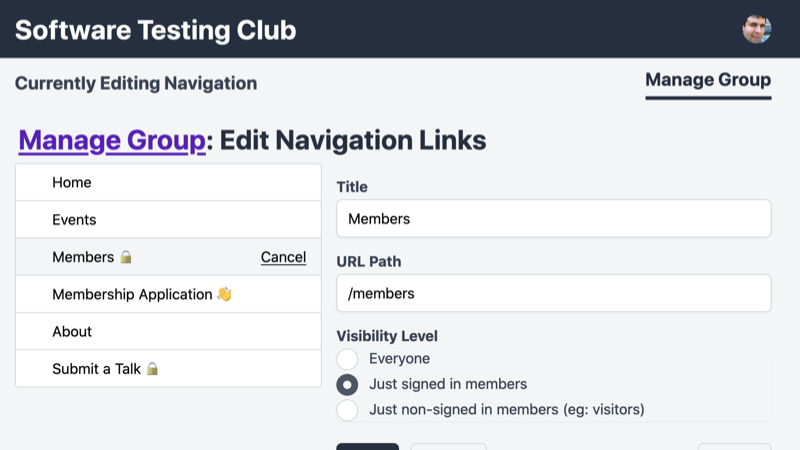 Software Testing Club
Currently Editing Navigation
Manage Group
Manage Group: Edit Navigation Links
Home
Events
Members 🔒
Cancel
Membership Application 👋
About
Submit a Talk 🔒
Title
Members
URL Path
/members
Visibility Level
Everyone
Just signed in members
Just non-signed in members (eg: visitors)